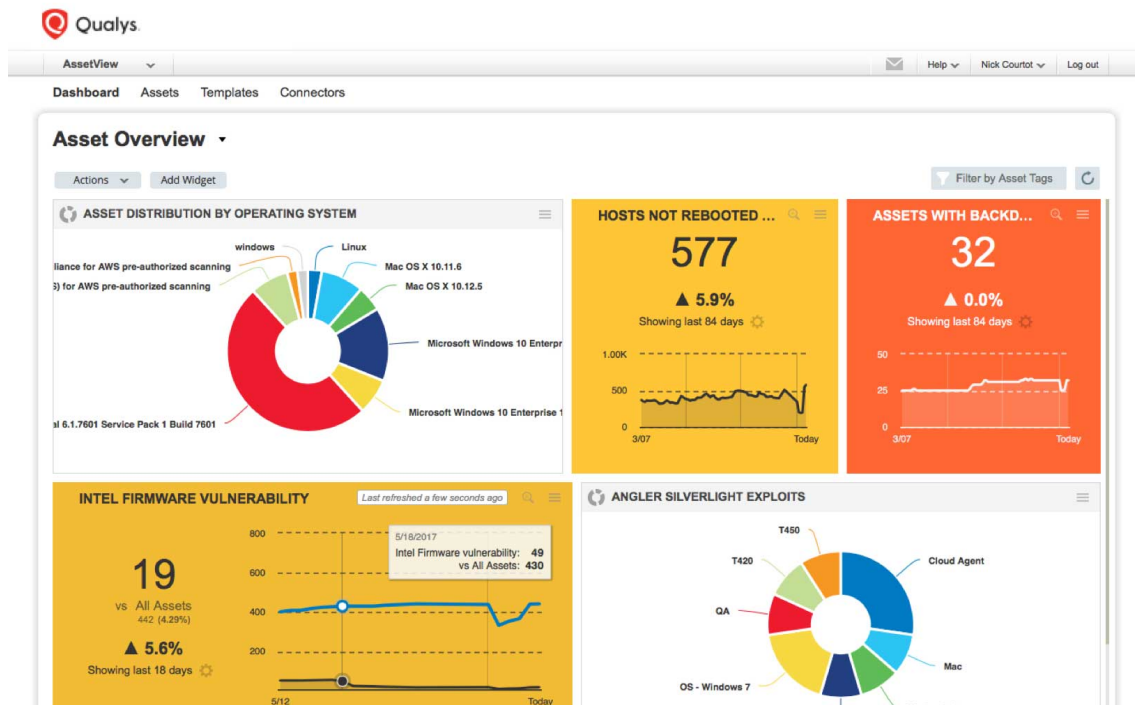 Qualys.
AssetView
Help
Nick Courtot
Log out
Dashboard
Assets
Templates
Connectors
Asset Overview
Actions
Add Widget
Filter by Asset Tags
ASSET DISTRIBUTION BY OPERATING SYSTEM
windows
Linux
liance for AWS pre-authorized scanning
Mac OS X 10.11.6
) for AWS pre-authorized scanning
Mac OS X 10.12.5
Microsoft Windows 10 Enterpr
Microsoft Windows 10 Enterprise 1
al 6.1.7601 Service Pack 1 Build 7601
HOSTS NOT REBOOTED ...
577
▲ 5.9%
Showing last 84 days
1.00K
500
0
3/07
Today
ASSETS WITH BACKD...
32
▲ 0.0%
Showing last 84 days
50
25
0
3/07
Today
INTEL FIRMWARE VULNERABILITY
Last refreshed a few seconds ago
19
vs All Assets
442 (4.29%)
▲ 5.6%
Showing last 18 days
800
600
400
200
5/12
Today
5/18/2017
Intel Firmware vulnerability: 49
vs All Assets: 430
ANGLER SILVERLIGHT EXPLOITS
T450
T420
Cloud Agent
QA
Mac
OS - Windows 7